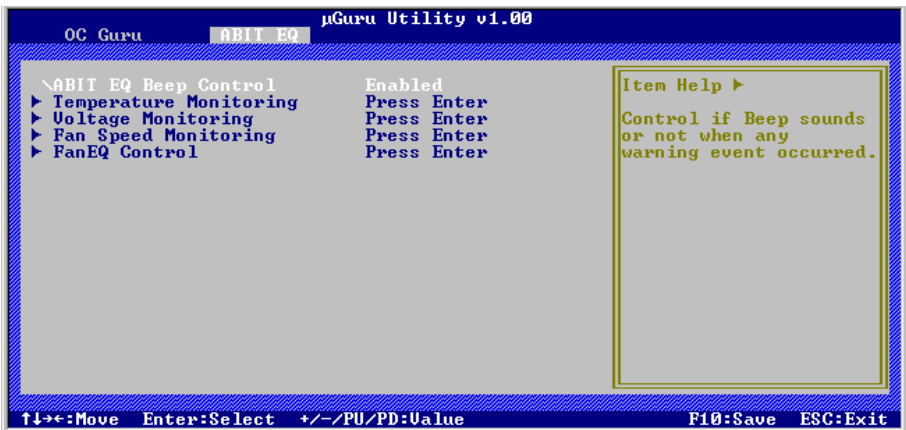 µGuru Utility v1.00
OC Guru ABIT EQ
\ABIT EQ Beep Control Enabled
► Temperature Monitoring Press Enter
► Voltage Monitoring Press Enter
► Fan Speed Monitoring Press Enter
► FanEQ Control Press Enter
Item Help ►
Control if Beep sounds
or not when any
warning event occurred.
↑↓→←:Move Enter:Select +/-/PU/PD:Value F10:Save ESC:Exit